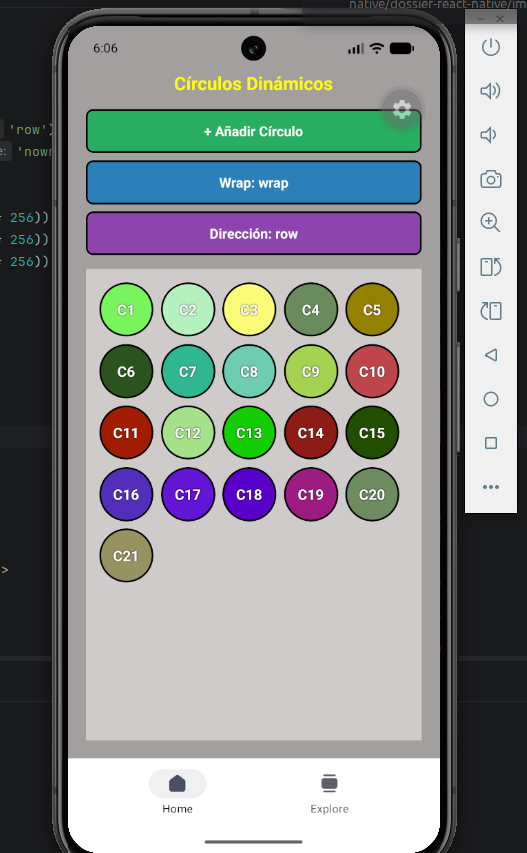 native/dossier-react-native/im
6:06
Círculos Dinámicos
+ Añadir Círculo
Wrap: wrap
Dirección: row
'row')
e: 'nowr
256))
256))
256))
C1 C2 C3 C4 C5
C6 C7 C8 C9 C10
C11 C12 C13 C14 C15
C16 C17 C18 C19 C20
C21
>
Home Explore